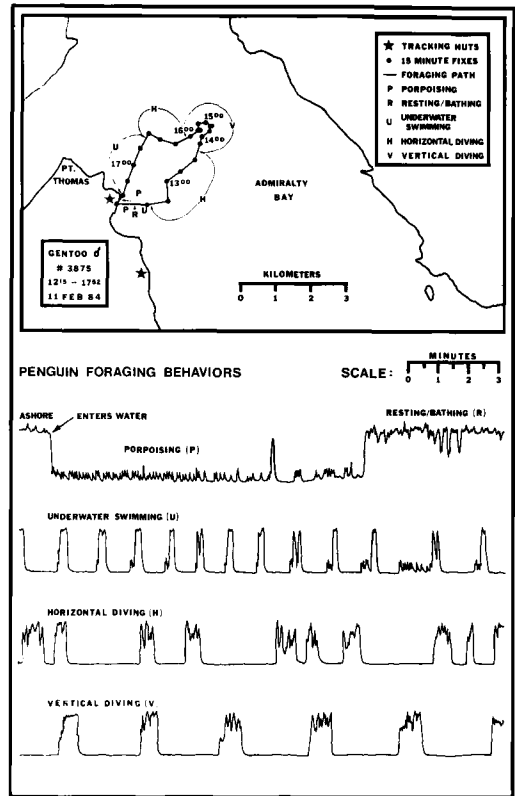 ★ TRACKING HUTS
• 15 MINUTE FIXES
— FORAGING PATH
P PORPOISING
R RESTING/BATHING
U UNDERWATER SWIMMING
H HORIZONTAL DIVING
V VERTICAL DIVING
H
15⁰⁰
V
16⁰⁰
14⁰⁰
U
17⁰⁰
PT. THOMAS
P
13⁰⁰
ADMIRALTY BAY
H
P
U
R
GENTOO ♂
# 3875
12¹⁵ – 17⁵²
11 FEB 84
KILOMETERS
0 1 2 3
PENGUIN FORAGING BEHAVIORS
SCALE:
MINUTES
0 1 2 3
ASHORE
ENTERS WATER
RESTING/BATHING (R)
PORPOISING (P)
UNDERWATER SWIMMING (U)
HORIZONTAL DIVING (H)
VERTICAL DIVING (V